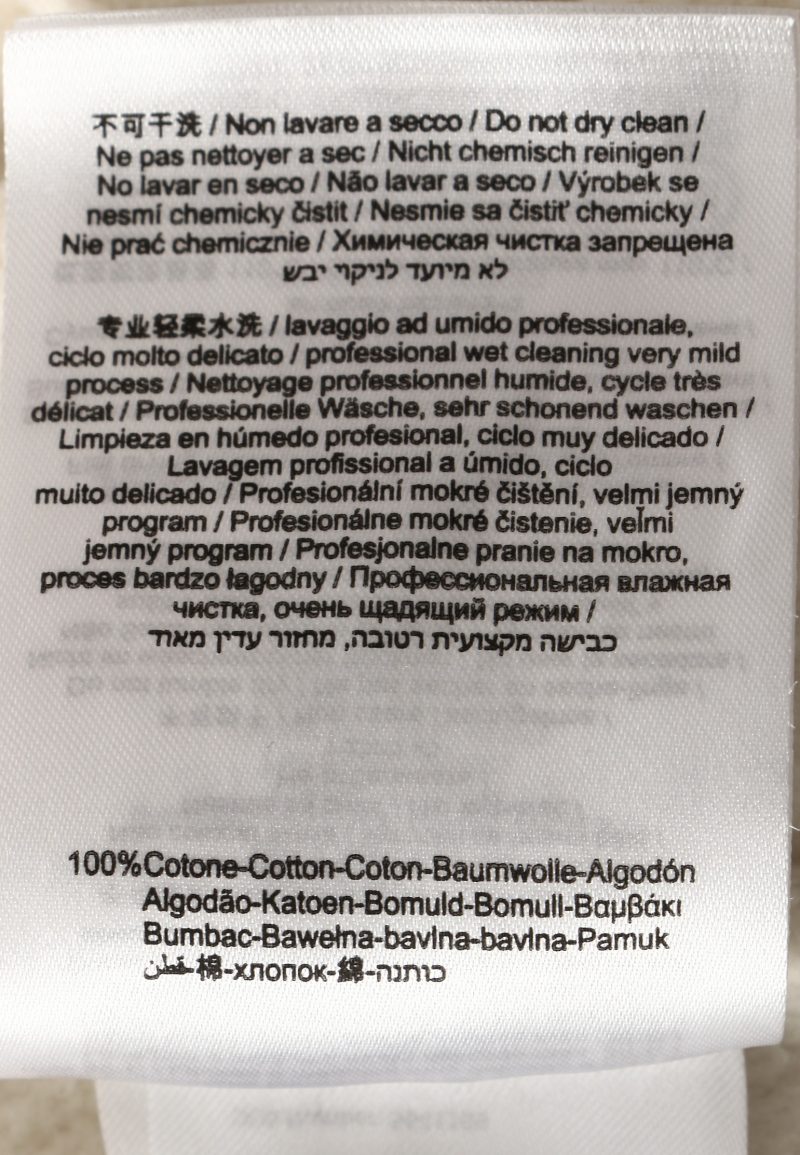 不可干洗 / Non lavare a secco / Do not dry clean /
Ne pas nettoyer a sec / Nicht chemisch reinigen /
No lavar en seco / Não lavar a seco / Výrobek se
nesmí chemicky čistit / Nesmie sa čistiť chemicky /
Nie prać chemicznie / Химическая чистка запрещена
לא מיועד לניקוי יבש
专业轻柔水洗 / lavaggio ad umido professionale,
ciclo molto delicato / professional wet cleaning very mild
process / Nettoyage professionnel humide, cycle très
délicat / Professionelle Wäsche, sehr schonend waschen /
Limpieza en húmedo profesional, ciclo muy delicado /
Lavagem profissional a úmido, ciclo
muito delicado / Profesionální mokré čištění, velmi jemný
program / Profesionálne mokré čistenie, veľmi
jemný program / Profesjonalne pranie na mokro,
proces bardzo łagodny / Профессиональная влажная
чистка, очень щадящий режим /
כבישה מקצועית רטובה, מחזור עדין מאוד
100%Cotone-Cotton-Coton-Baumwolle-Algodón
Algodão-Katoen-Bomuld-Bomull-Βαμβάκι
Bumbac-Bawełna-bavlna-bavlna-Pamuk
قطن-棉-хлопок-綿-כותנה